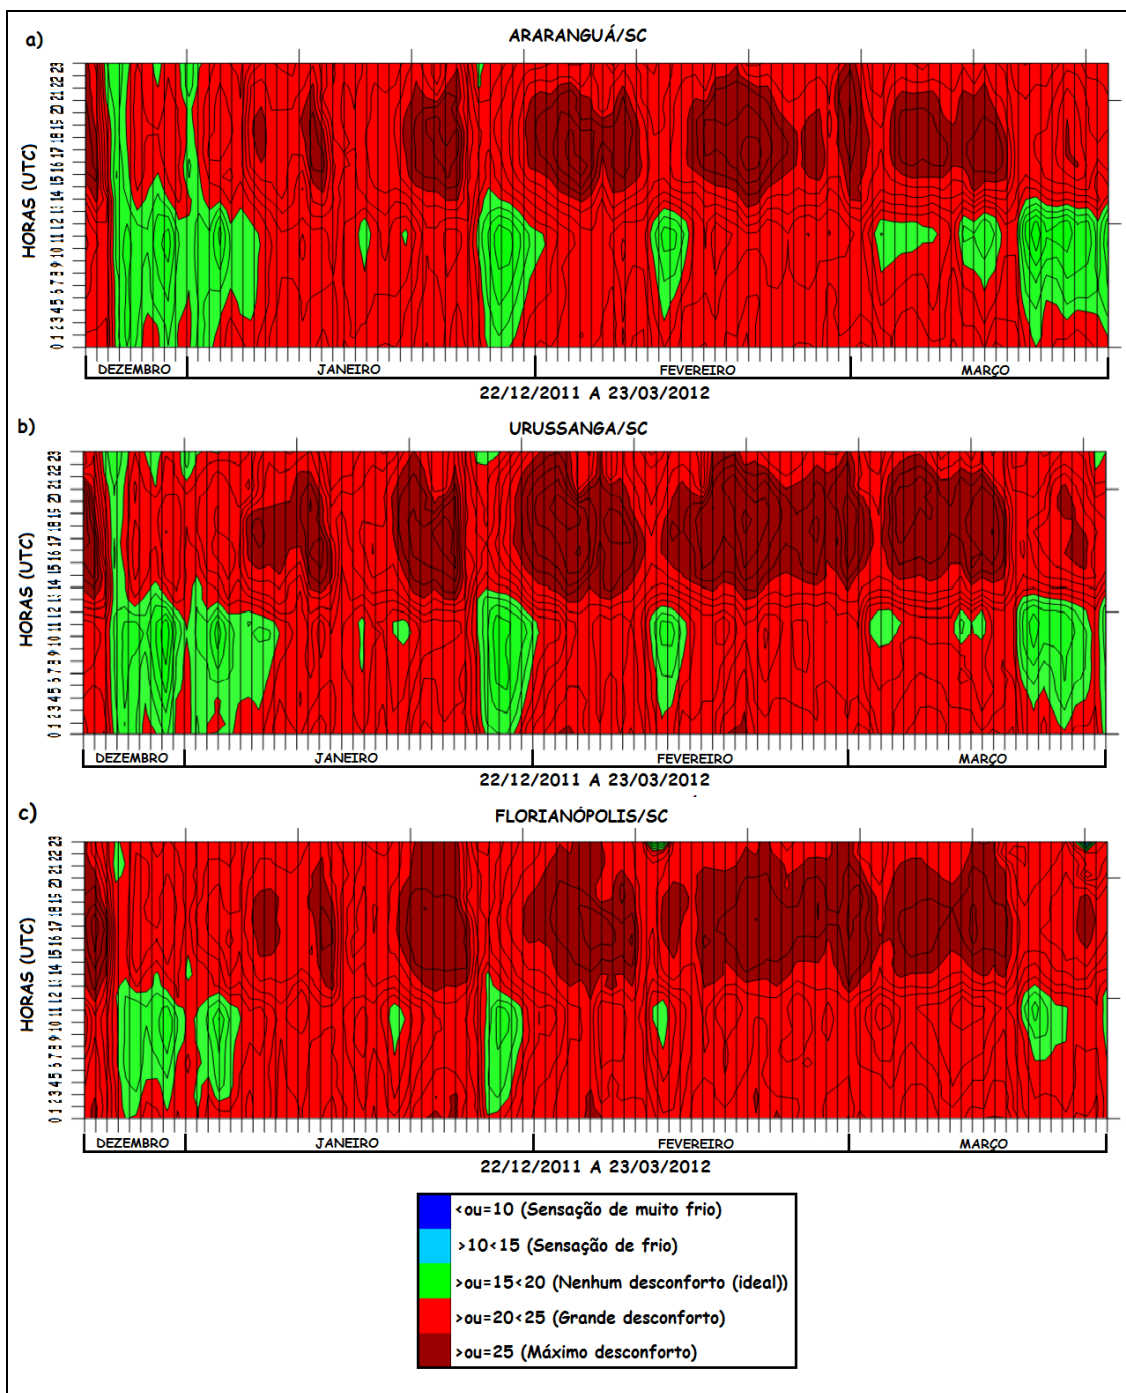 a)
ARARANGUÁ/SC
HORAS (UTC)
0 1 2 3 4 5 6 7 8 9 10 11 12 13 14 15 16 17 18 19 20 21 22 23
DEZEMBRO JANEIRO FEVEREIRO MARÇO
22/12/2011 A 23/03/2012
b)
URUSSANGA/SC
HORAS (UTC)
0 1 2 3 4 5 6 7 8 9 10 11 12 13 14 15 16 17 18 19 20 21 22 23
DEZEMBRO JANEIRO FEVEREIRO MARÇO
22/12/2011 A 23/03/2012
c)
FLORIANÓPOLIS/SC
HORAS (UTC)
0 1 2 3 4 5 6 7 8 9 10 11 12 13 14 15 16 17 18 19 20 21 22 23
DEZEMBRO JANEIRO FEVEREIRO MARÇO
22/12/2011 A 23/03/2012
<ou=10 (Sensação de muito frio)
>10<15 (Sensação de frio)
>ou=15<20 (Nenhum desconforto (ideal))
>ou=20<25 (Grande desconforto)
>ou=25 (Máximo desconforto)